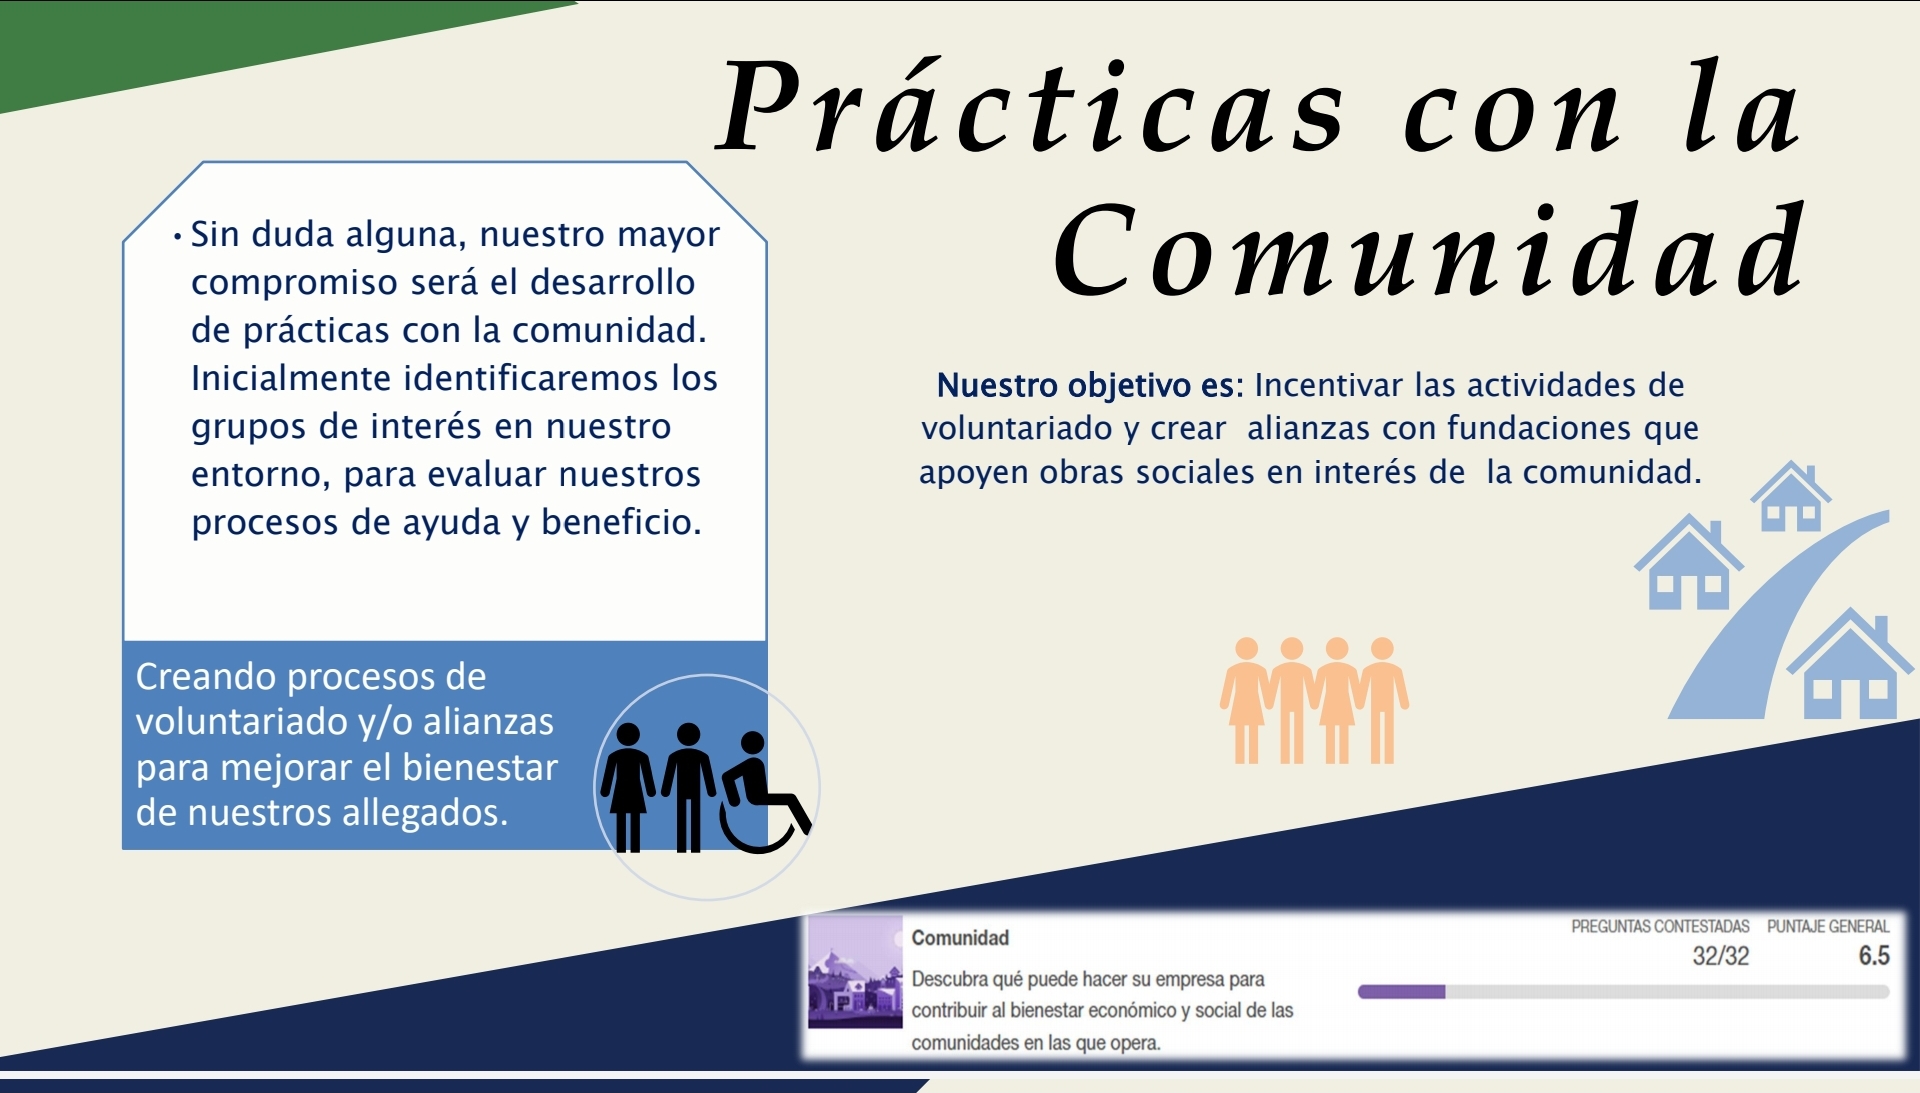 Prácticas con la
Comunidad
• Sin duda alguna, nuestro mayor
compromiso será el desarrollo
de prácticas con la comunidad.
Inicialmente identificaremos los
grupos de interés en nuestro
entorno, para evaluar nuestros
procesos de ayuda y beneficio.
Creando procesos de
voluntariado y/o alianzas
para mejorar el bienestar
de nuestros allegados.
Nuestro objetivo es: Incentivar las actividades de
voluntariado y crear  alianzas con fundaciones que
apoyen obras sociales en interés de  la comunidad.
Comunidad
Descubra qué puede hacer su empresa para
contribuir al bienestar económico y social de las
comunidades en las que opera.
PREGUNTAS CONTESTADAS PUNTAJE GENERAL
32/32 6.5